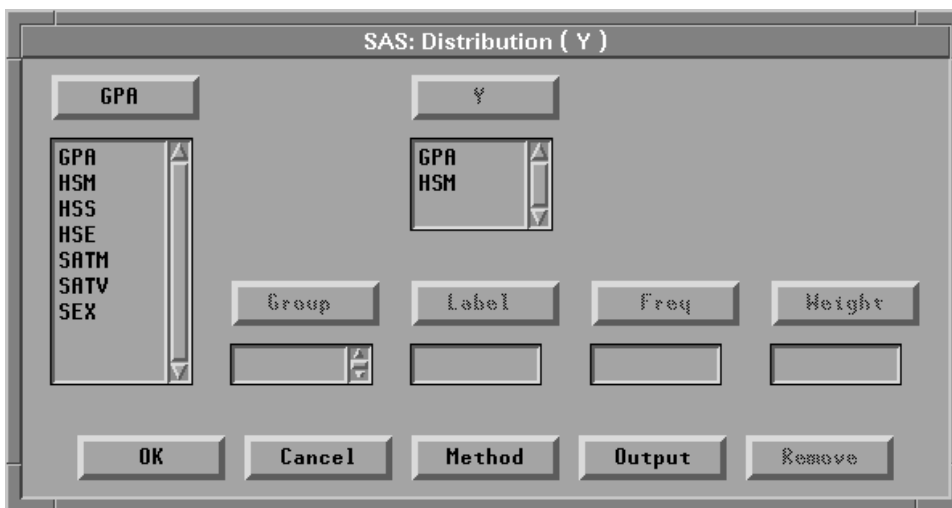 SAS: Distribution ( Y )
GPA
Y
GPA
HSM
HSS
HSE
SATM
SATV
SEX
GPA
HSM
Group
Label
Freq
Weight
OK
Cancel
Method
Output
Remove